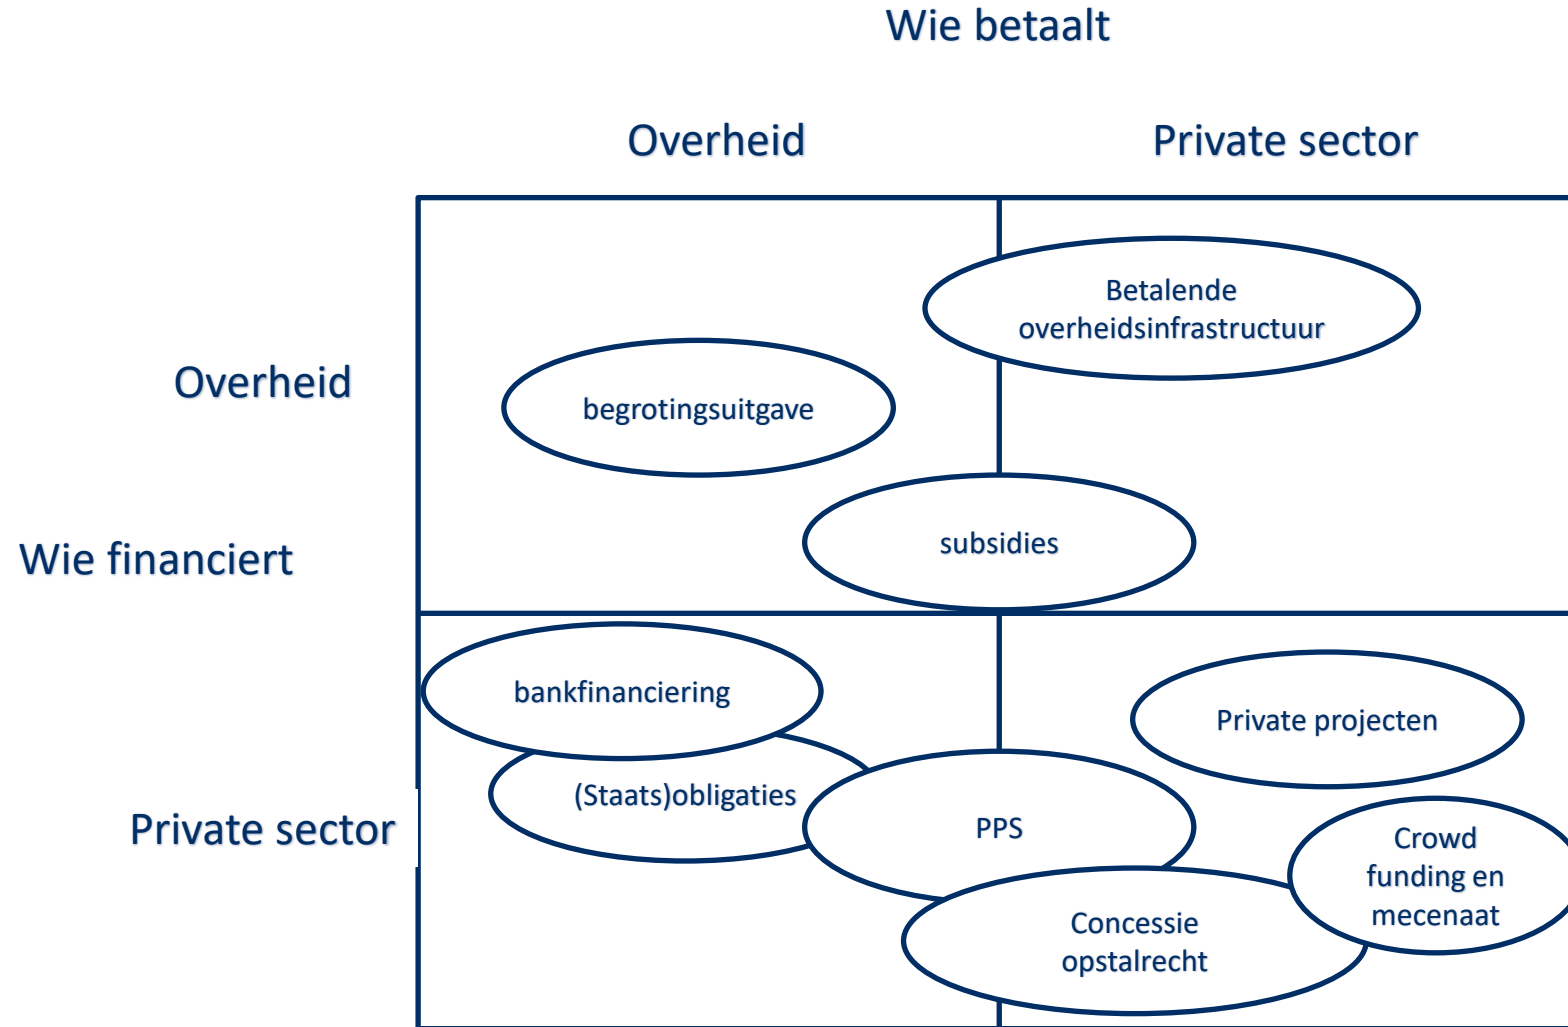 Wie betaalt
Overheid
Private sector
Betalende
overheidsinfrastructuur
Overheid
begrotingsuitgave
subsidies
Wie financiert
bankfinanciering
Private projecten
(Staats)obligaties
Private sector
PPS
Crowd
funding en
mecenaat
Concessie
opstalrecht